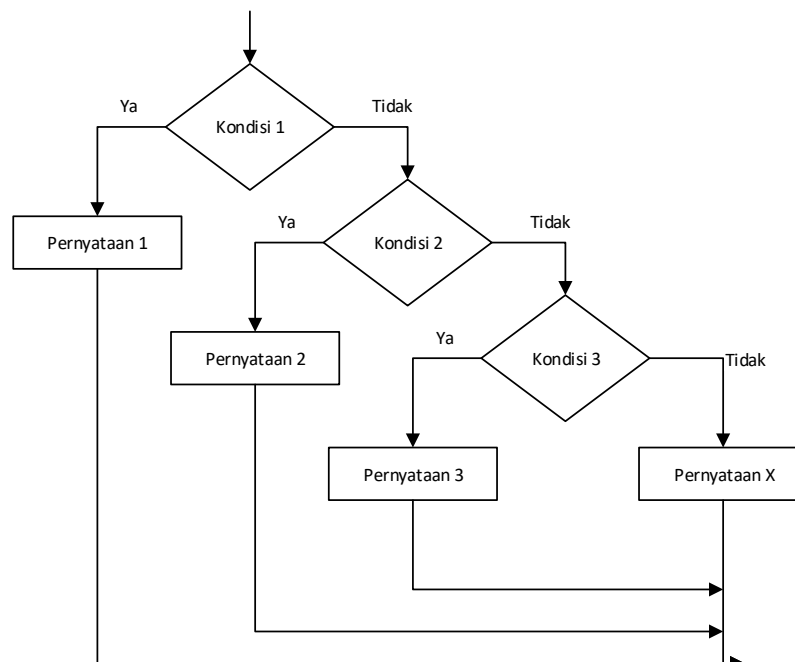 Ya
Tidak
Kondisi 1
Pernyataan 1
Ya
Tidak
Kondisi 2
Pernyataan 2
Ya
Tidak
Kondisi 3
Pernyataan 3
Pernyataan X